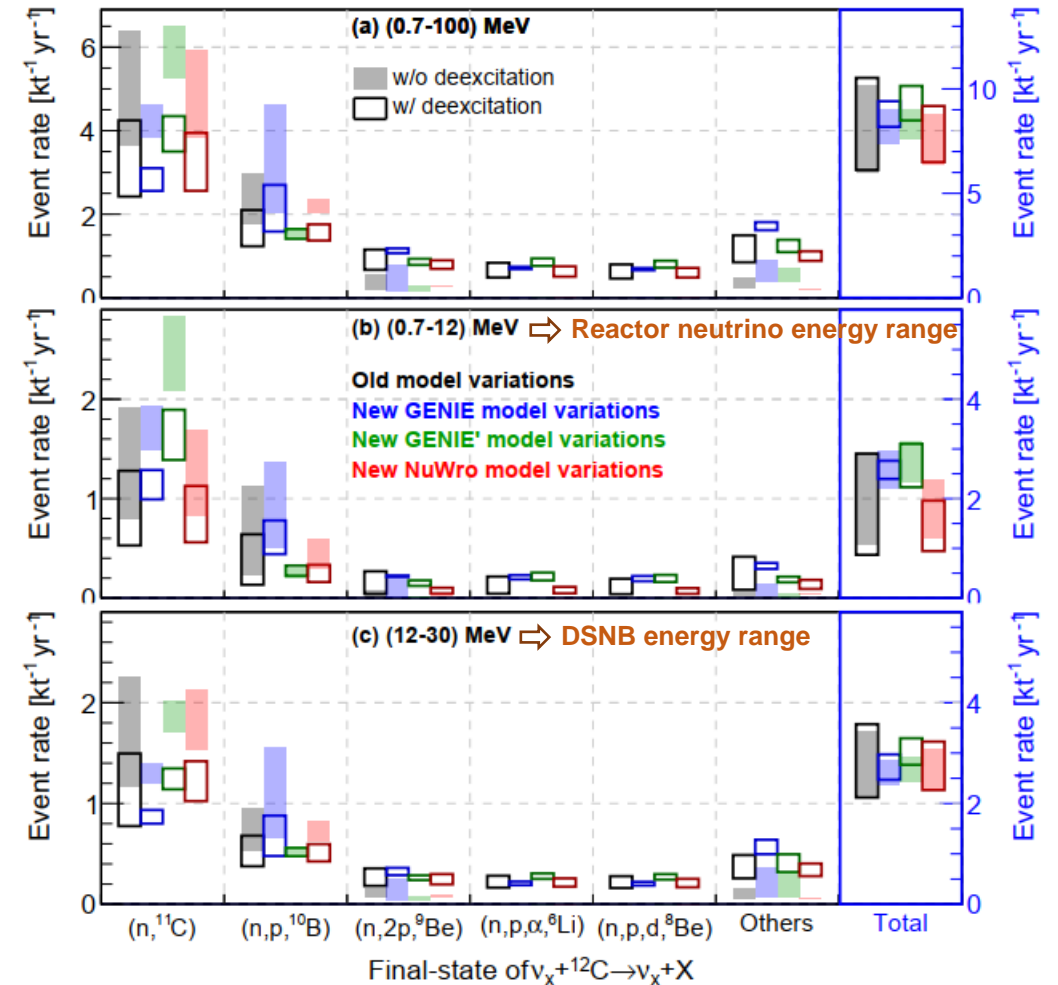 (a) (0.7-100) MeV
w/o deexcitation
w/ deexcitation
Event rate [kt⁻¹ yr⁻¹]
6
4
2
0
10
5
0
Event rate [kt⁻¹ yr⁻¹]
(b) (0.7-12) MeV ⇨ Reactor neutrino energy range
Old model variations
New GENIE model variations
New GENIE' model variations
New NuWro model variations
Event rate [kt⁻¹ yr⁻¹]
2
1
0
4
2
0
Event rate [kt⁻¹ yr⁻¹]
(c) (12-30) MeV ⇨ DSNB energy range
Event rate [kt⁻¹ yr⁻¹]
2
1
0
6
4
2
0
Event rate [kt⁻¹ yr⁻¹]
(n,¹¹C) (n,p,¹⁰B) (n,2p,⁹Be) (n,p,α,⁶Li) (n,p,d,⁸Be) Others Total
Final-state of νₓ+¹²C→νₓ+X